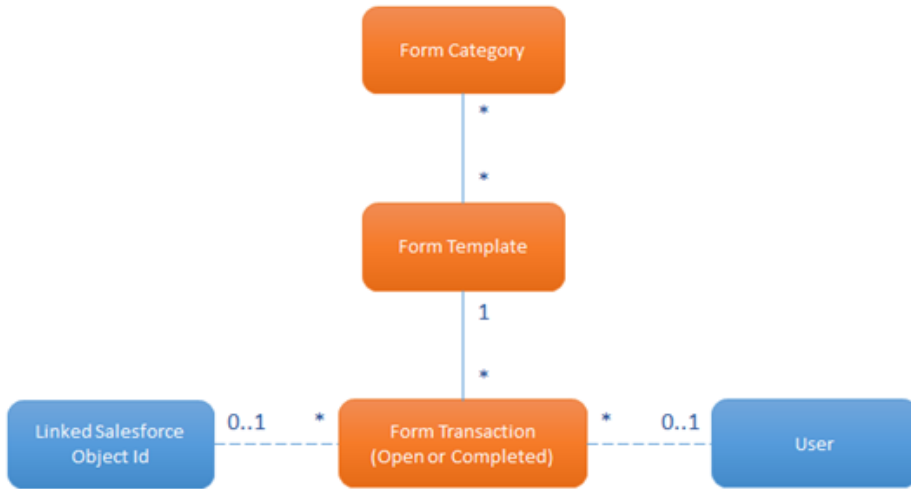 Form Category
*
*
Form Template
1
*
Linked Salesforce
Object Id
0..1
*
Form Transaction
(Open or Completed)
*
0..1
User